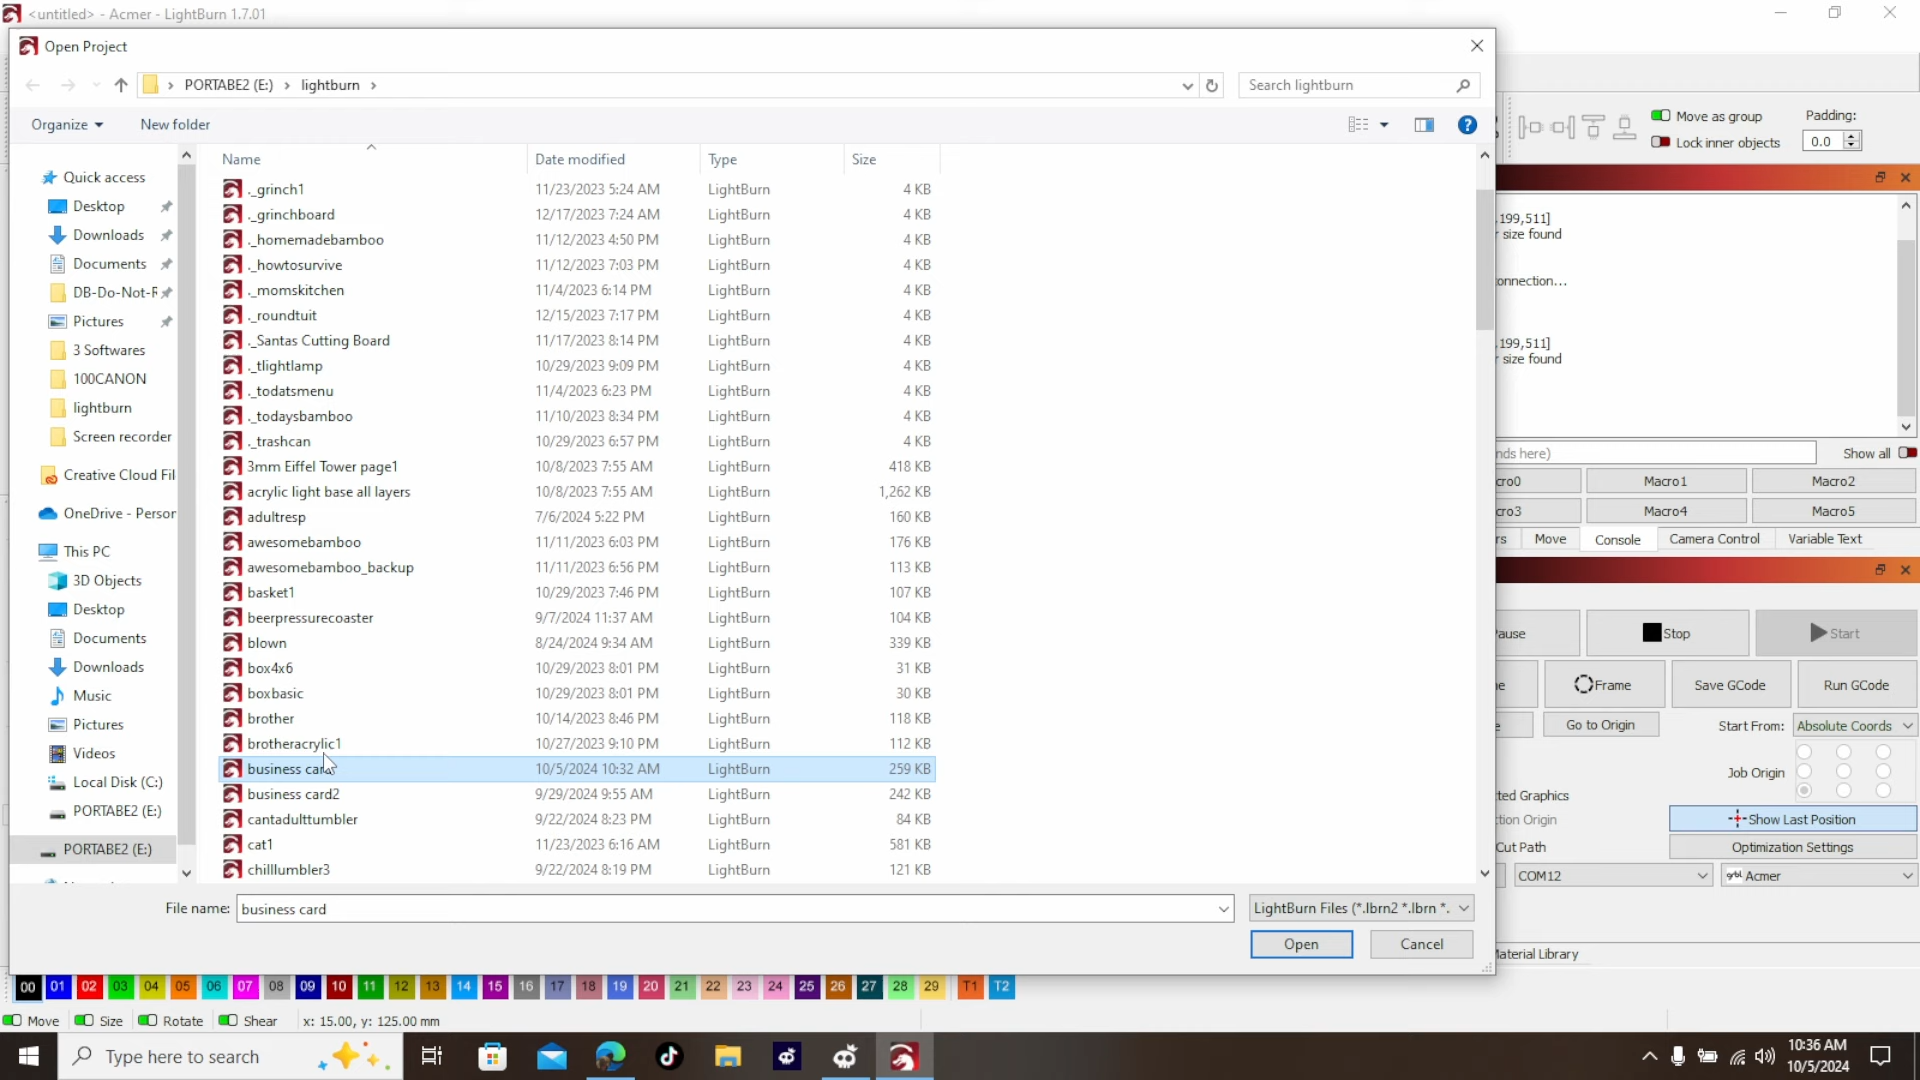 <untitled> - Acmer - LightBurn 1.7.01
Open Project
PORTABE2 (E:) › lightburn ›
Search lightburn
Organize
New folder
Move as group
Padding:
Lock inner objects
0.0
Name
Date modified
Type
Size
Quick access
Desktop
Downloads
Documents
DB-Do-Not-F
Pictures
3 Softwares
100CANON
lightburn
Screen recorder
Creative Cloud Fil
OneDrive - Person
This PC
3D Objects
Desktop
Documents
Downloads
Music
Pictures
Videos
Local Disk (C:)
PORTABE2 (E:)
PORTABE2 (E:)
._grinch1 11/23/2023 5:24 AM LightBurn 4 KB
._grinchboard 12/17/2023 7:24 AM LightBurn 4 KB
._homemadebamboo 11/12/2023 4:50 PM LightBurn 4 KB
._howtosurvive 11/12/2023 7:03 PM LightBurn 4 KB
._momskitchen 11/4/2023 6:14 PM LightBurn 4 KB
._roundtuit 12/15/2023 7:17 PM LightBurn 4 KB
._Santas Cutting Board 11/17/2023 8:14 PM LightBurn 4 KB
._tlightlamp 10/29/2023 9:09 PM LightBurn 4 KB
._todatsmenu 11/4/2023 6:23 PM LightBurn 4 KB
._todaysbamboo 11/10/2023 8:34 PM LightBurn 4 KB
._trashcan 10/29/2023 6:57 PM LightBurn 4 KB
3mm Eiffel Tower page1 10/8/2023 7:55 AM LightBurn 418 KB
acrylic light base all layers 10/8/2023 7:55 AM LightBurn 1,262 KB
adultresp 7/6/2024 5:22 PM LightBurn 160 KB
awesomebamboo 11/11/2023 6:03 PM LightBurn 176 KB
awesomebamboo_backup 11/11/2023 6:56 PM LightBurn 113 KB
basket1 10/29/2023 7:46 PM LightBurn 107 KB
beerpressurecoaster 9/7/2024 11:37 AM LightBurn 104 KB
blown 8/24/2024 9:34 AM LightBurn 339 KB
box4x6 10/29/2023 8:01 PM LightBurn 31 KB
boxbasic 10/29/2023 8:01 PM LightBurn 30 KB
brother 10/14/2023 8:46 PM LightBurn 118 KB
brotheracrylic1 10/27/2023 9:10 PM LightBurn 112 KB
business card 10/5/2024 10:32 AM LightBurn 259 KB
business card2 9/29/2024 9:55 AM LightBurn 242 KB
cantadulttumbler 9/22/2024 8:23 PM LightBurn 84 KB
cat1 11/23/2023 6:16 AM LightBurn 581 KB
chilllumbler3 9/22/2024 8:19 PM LightBurn 121 KB
File name: business card
LightBurn Files (*.lbrn2 *.lbrn *.
Open
Cancel
,199,511]
size found
onnection...
,199,511]
size found
nds here)
Show all
cro0
Macro1
Macro2
cro3
Macro4
Macro5
rs
Move
Console
Camera Control
Variable Text
ause
Stop
Start
ne
Frame
Save GCode
Run GCode
e
Go to Origin
Start From:
Absolute Coords
Job Origin
ted Graphics
tion Origin
Show Last Position
Cut Path
Optimization Settings
COM12
grbl Acmer
Material Library
00 01 02 03 04 05 06 07 08 09 10 11 12 13 14 15 16 17 18 19 20 21 22 23 24 25 26 27 28 29 T1 T2
Move
Size
Rotate
Shear
x: 15.00, y: 125.00 mm
Type here to search
10:36 AM
10/5/2024